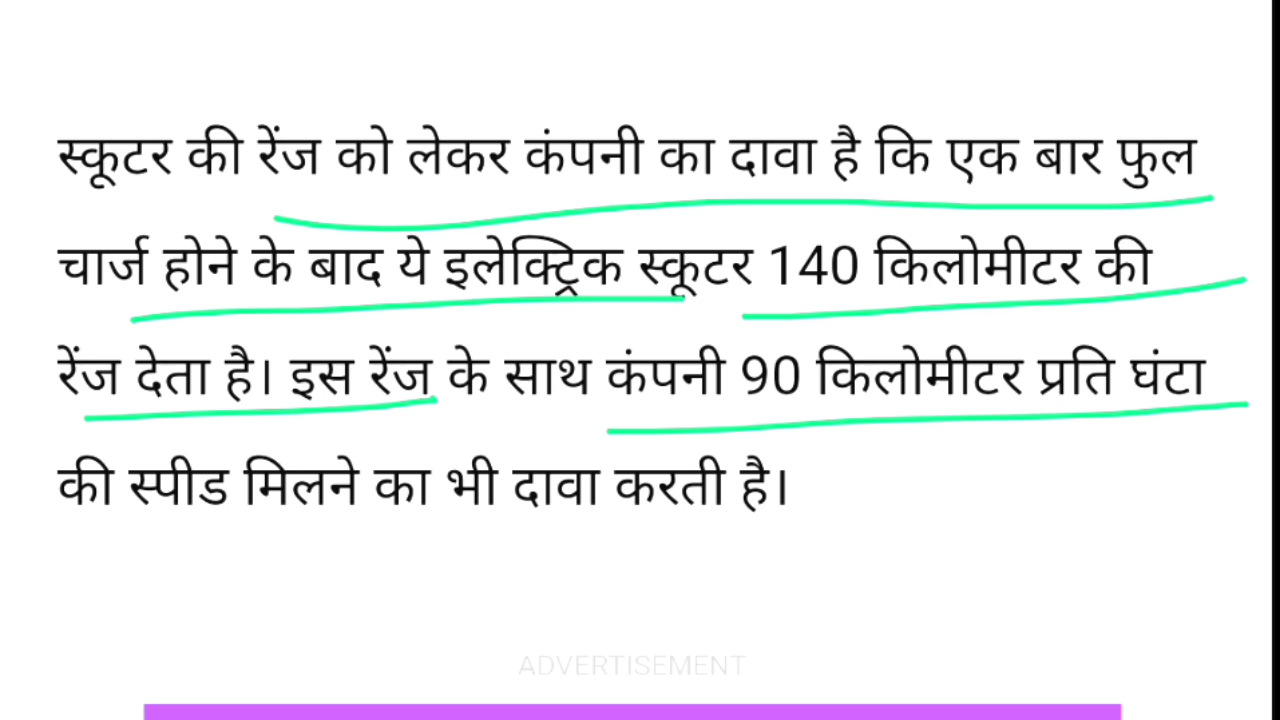 स्कूटर की रेंज को लेकर कंपनी का दावा है कि एक बार फुल
चार्ज होने के बाद ये इलेक्ट्रिक स्कूटर 140 किलोमीटर की
रेंज देता है। इस रेंज के साथ कंपनी 90 किलोमीटर प्रति घंटा
की स्पीड मिलने का भी दावा करती है।
ADVERTISEMENT